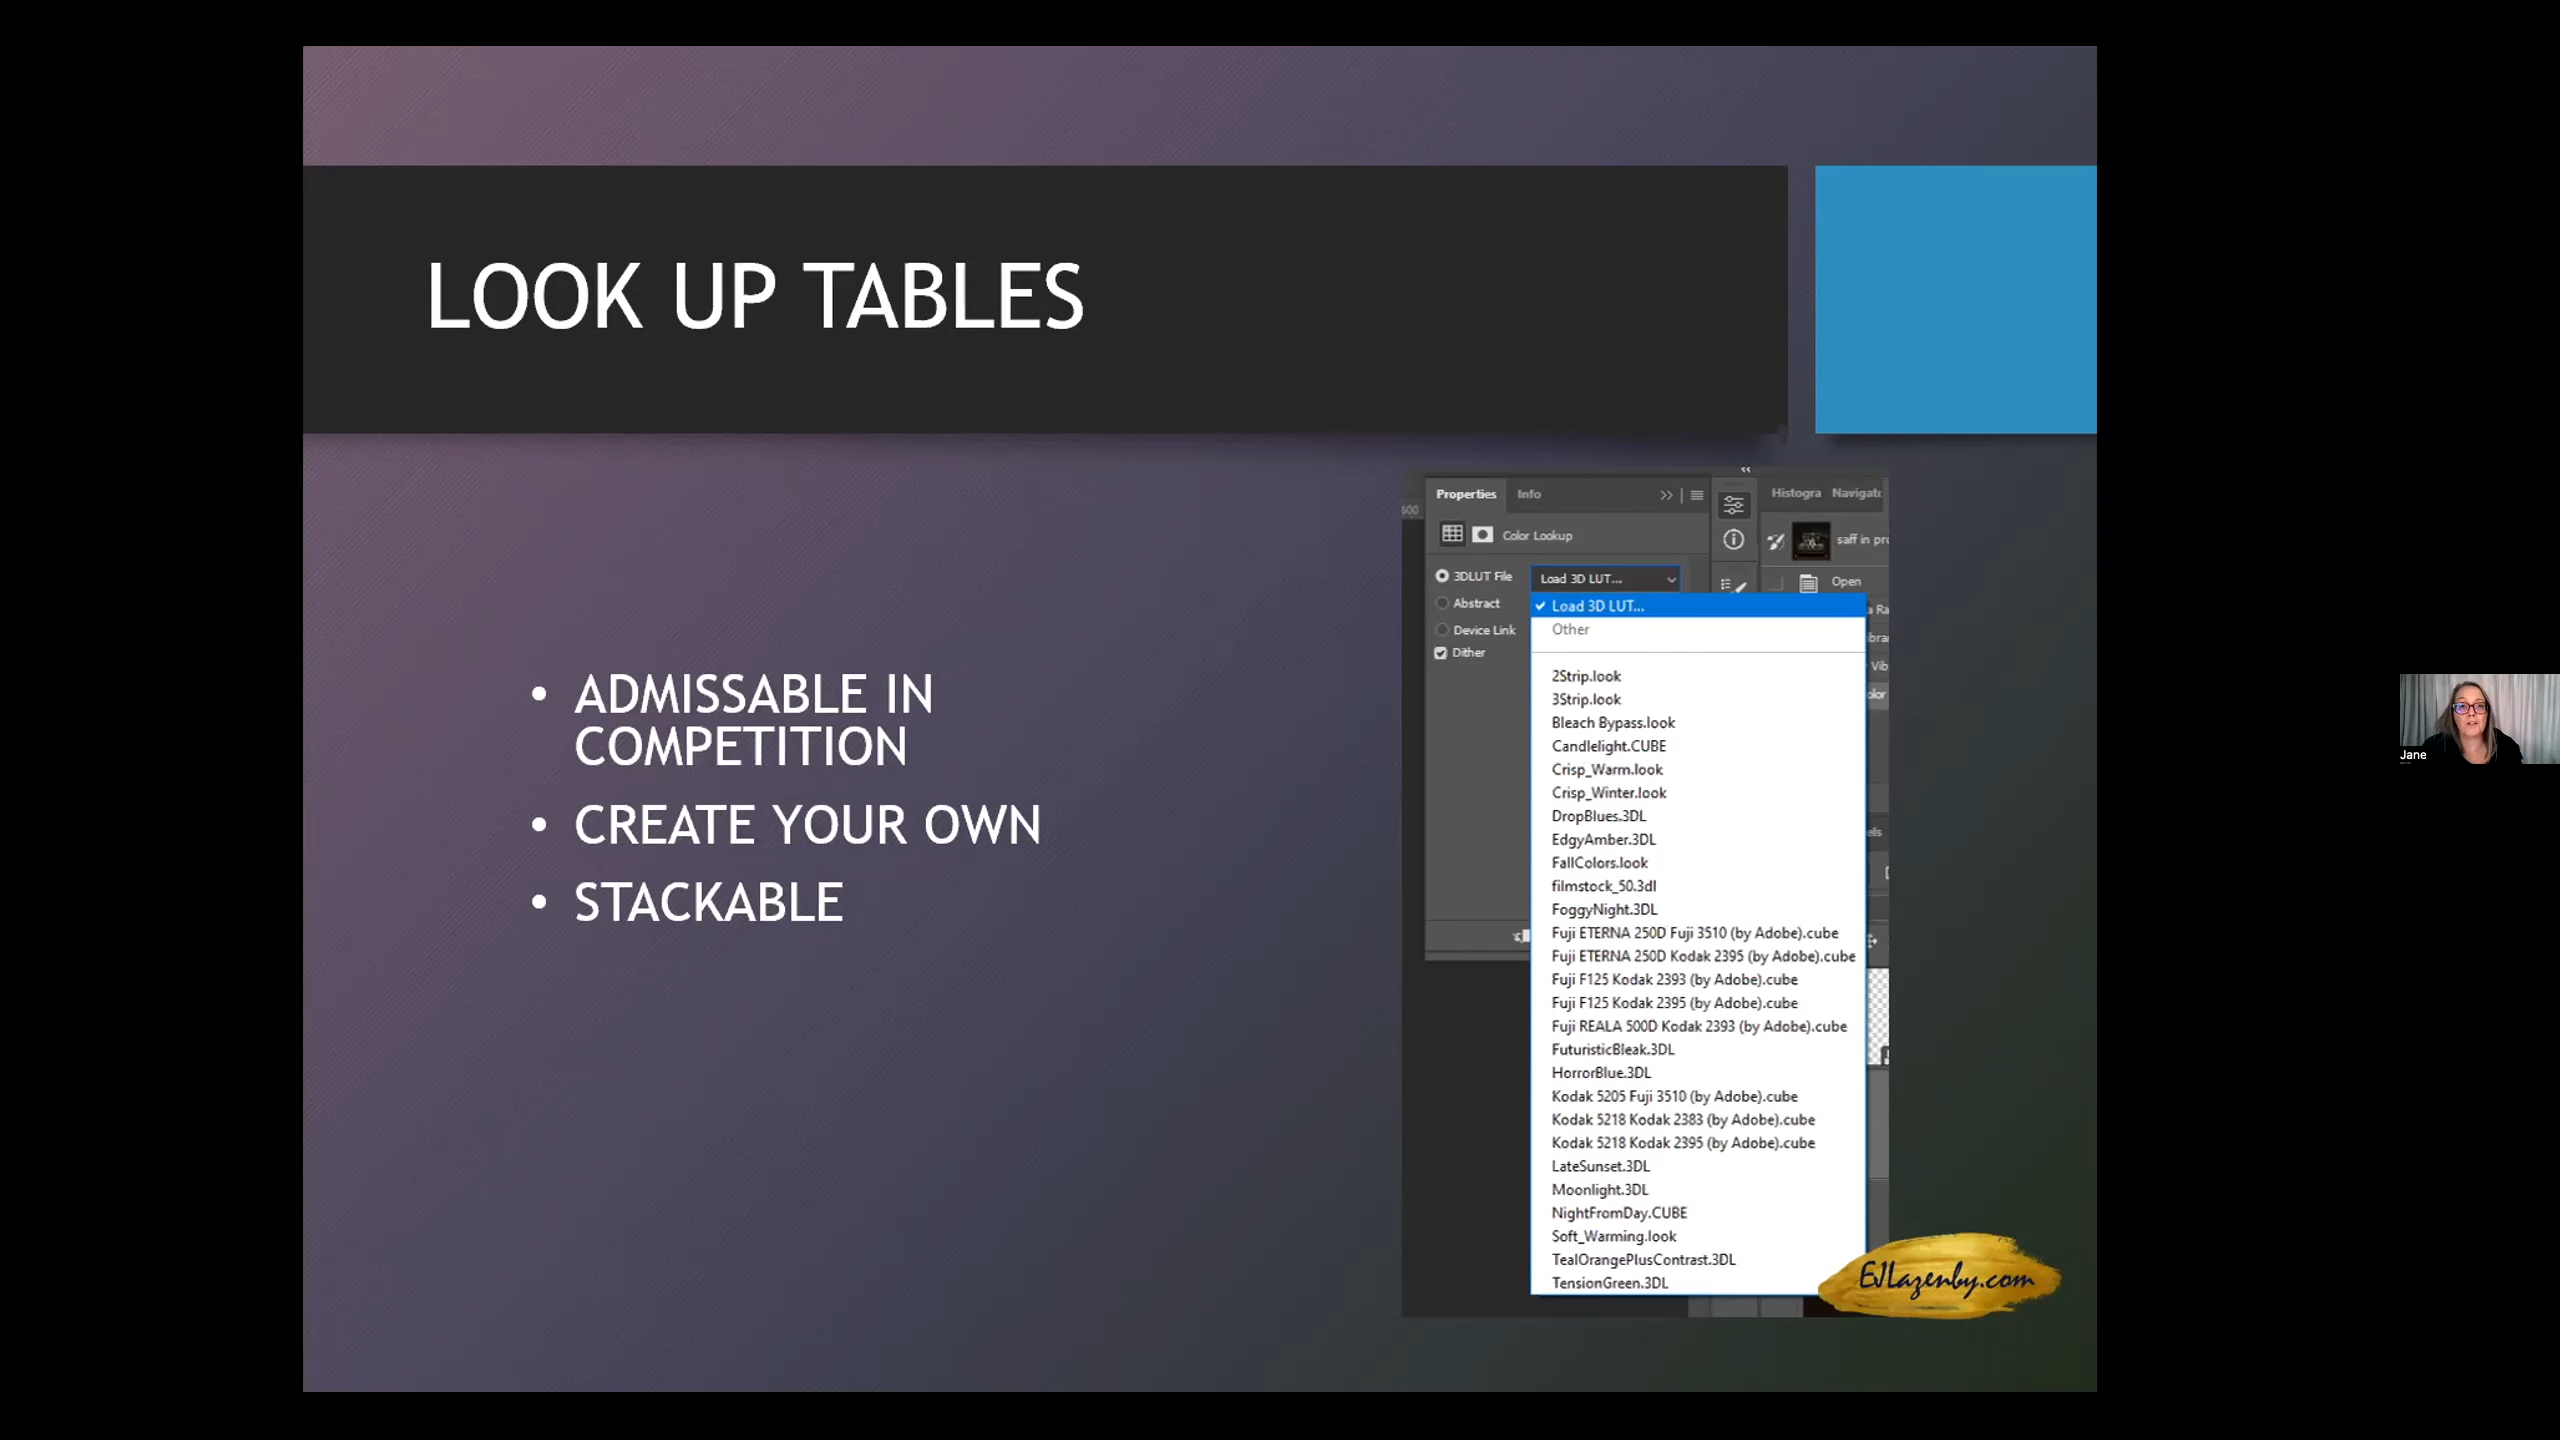 LOOK UP TABLES
• ADMISSABLE IN
COMPETITION
• CREATE YOUR OWN
• STACKABLE
Properties Info
Histogra Navigat
600
Color Lookup
saff in pr
3DLUT File Load 3D LUT...
Open
Abstract
Device Link
Dither
Load 3D LUT...
Other
2Strip.look
3Strip.look
Bleach Bypass.look
Candlelight.CUBE
Crisp_Warm.look
Crisp_Winter.look
DropBlues.3DL
EdgyAmber.3DL
FallColors.look
filmstock_50.3dl
FoggyNight.3DL
Fuji ETERNA 250D Fuji 3510 (by Adobe).cube
Fuji ETERNA 250D Kodak 2395 (by Adobe).cube
Fuji F125 Kodak 2393 (by Adobe).cube
Fuji F125 Kodak 2395 (by Adobe).cube
Fuji REALA 500D Kodak 2393 (by Adobe).cube
FuturisticBleak.3DL
HorrorBlue.3DL
Kodak 5205 Fuji 3510 (by Adobe).cube
Kodak 5218 Kodak 2383 (by Adobe).cube
Kodak 5218 Kodak 2395 (by Adobe).cube
LateSunset.3DL
Moonlight.3DL
NightFromDay.CUBE
Soft_Warming.look
TealOrangePlusContrast.3DL
TensionGreen.3DL
EJLazenby.com
Jane